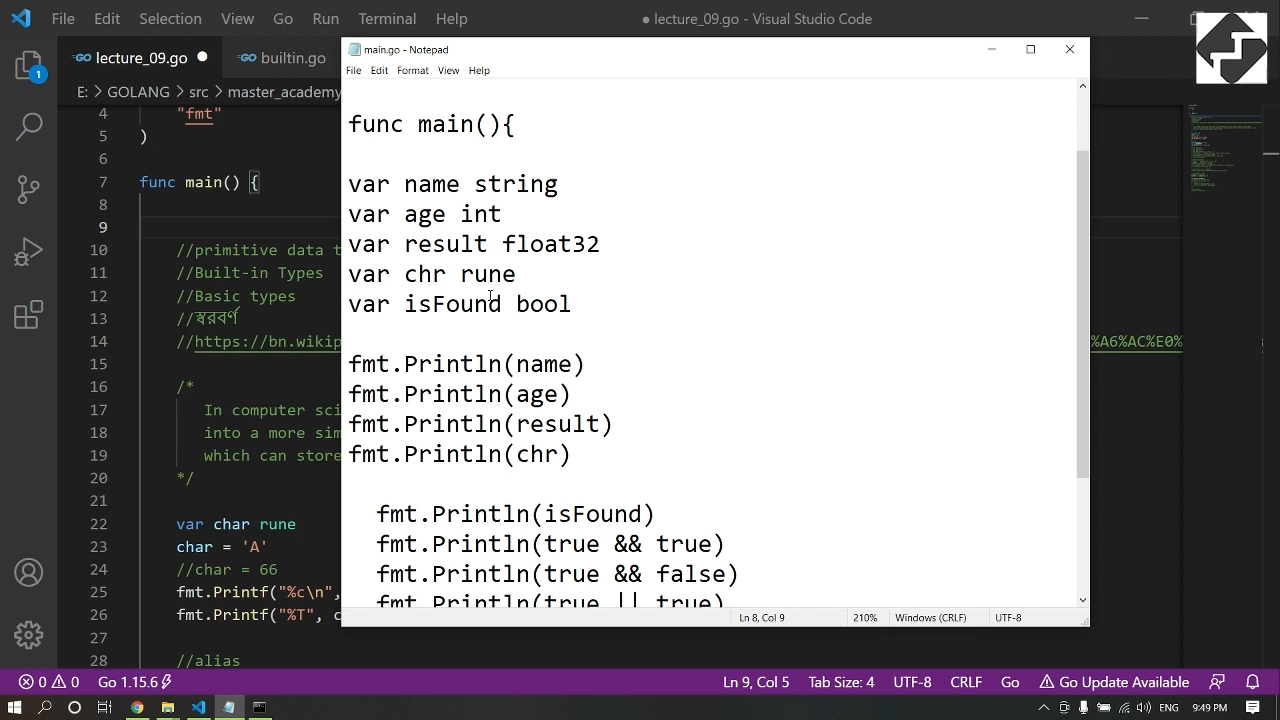 File Edit Selection View Go Run Terminal Help
● lecture_09.go - Visual Studio Code
lecture_09.go
builtin.go
E: > GOLANG > src > master_academy
4 "fmt"
5 )
6
7 func main() {
8
9
10 //primitive data t
11 //Built-in Types
12 //Basic types
13 //স্বরবর্ণ
14 //https://bn.wikip
%A6%AC%E0%
15
16 /*
17 In computer sci
18 into a more sim
19 which can store
20 */
21
22 var char rune
23 char = 'A'
24 //char = 66
25 fmt.Printf("%c\n",
26 fmt.Printf("%T", c
27
28 //alias
main.go - Notepad
File Edit Format View Help
func main(){
var name string
var age int
var result float32
var chr rune
var isFound bool
fmt.Println(name)
fmt.Println(age)
fmt.Println(result)
fmt.Println(chr)
fmt.Println(isFound)
fmt.Println(true && true)
fmt.Println(true && false)
fmt.Println(true || true)
Ln 8, Col 9 210% Windows (CRLF) UTF-8
1
0 0 Go 1.15.6 Ln 9, Col 5 Tab Size: 4 UTF-8 CRLF Go Go Update Available
ENG 9:49 PM